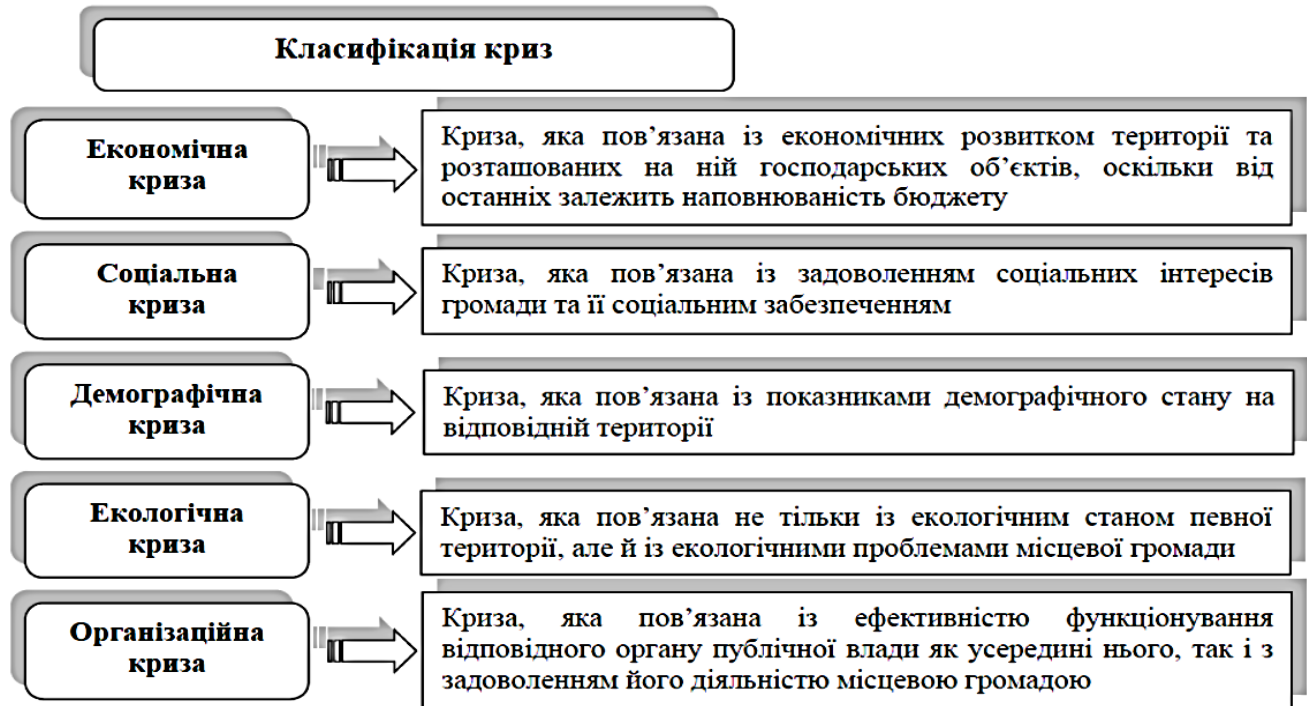 Класифікація криз
Економічна
криза
Криза, яка пов’язана із економічних розвитком території та
розташованих на ній господарських об’єктів, оскільки від
останніх залежить наповнюваність бюджету
Соціальна
криза
Криза, яка пов’язана із задоволенням соціальних інтересів
громади та її соціальним забезпеченням
Демографічна
криза
Криза, яка пов’язана із показниками демографічного стану на
відповідній території
Екологічна
криза
Криза, яка пов’язана не тільки із екологічним станом певної
території, але й із екологічними проблемами місцевої громади
Організаційна
криза
Криза, яка пов’язана із ефективністю функціонування
відповідного органу публічної влади як усередині нього, так і з
задоволенням його діяльністю місцевою громадою